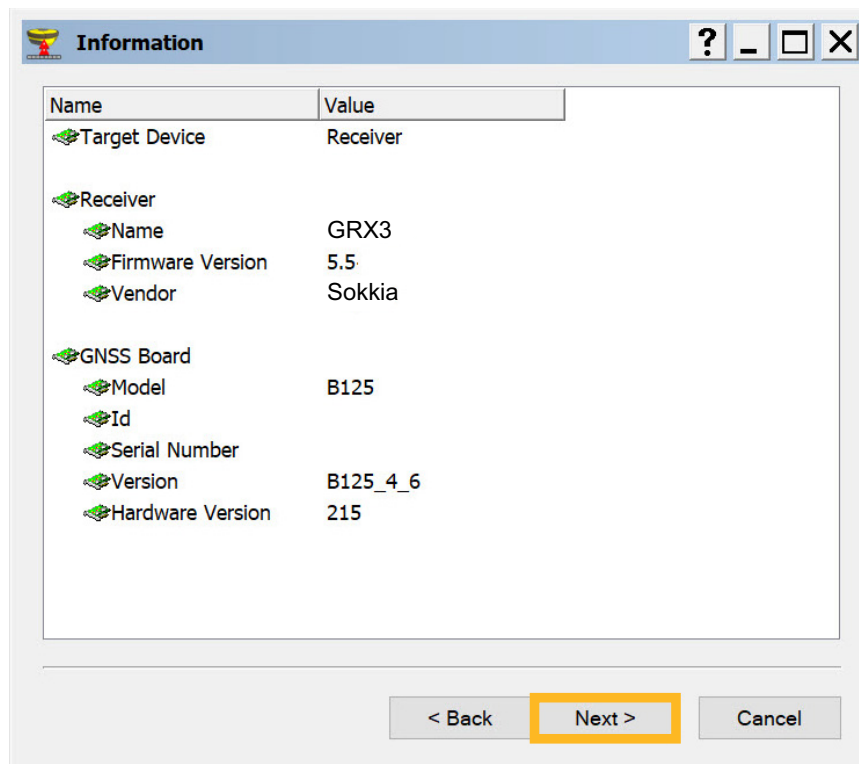 Information
Name Value
Target Device Receiver
Receiver
Name GRX3
Firmware Version 5.5
Vendor Sokkia
GNSS Board
Model B125
Id
Serial Number
Version B125_4_6
Hardware Version 215
< Back Next > Cancel